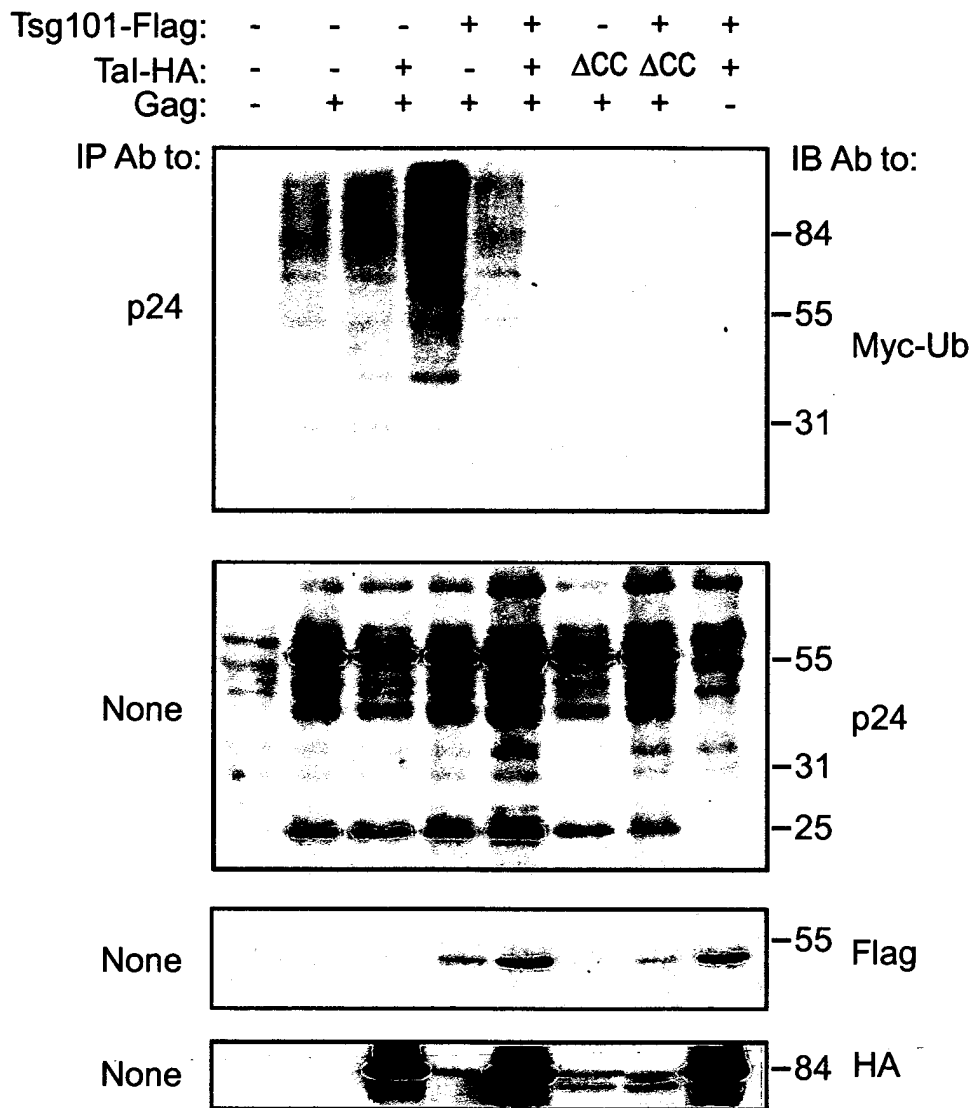 Tsg101-Flag: - - - + + - + +
Tal-HA: - - + - + ΔCC ΔCC +
Gag: - + + + + + + -
IP Ab to: IB Ab to:
-84
p24 -55
Myc-Ub
-31
-55
None p24
-31
-25
-55
None Flag
None -84 HA